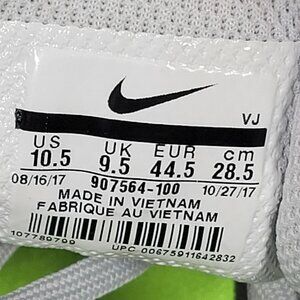 VJ
US UK EUR cm
10.5 9.5 44.5 28.5
08/16/17 907564-100 10/27/17
MADE IN VIETNAM
FABRIQUE AU VIETNAM
107789799
UPC 00675911642832